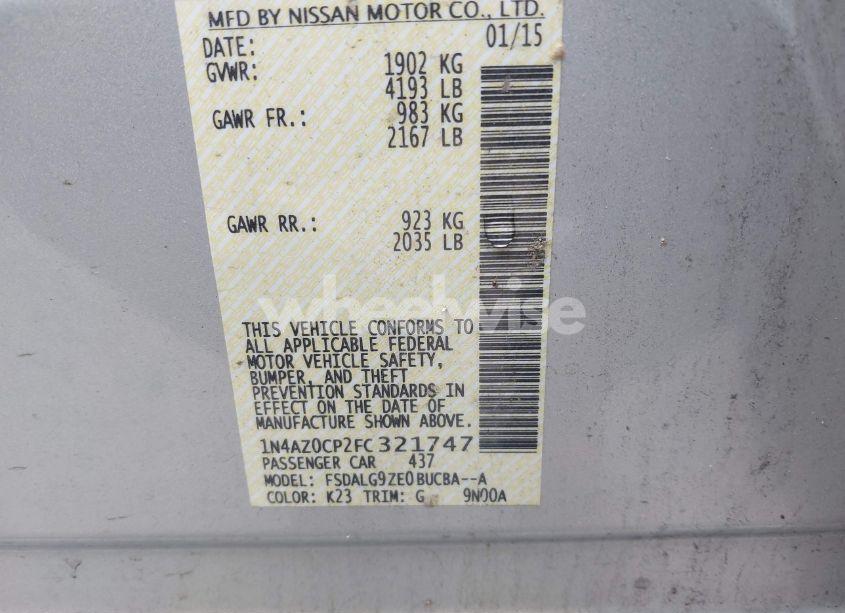 MFD BY NISSAN MOTOR CO., LTD.
DATE: 01/15
GVWR: 1902 KG
4193 LB
GAWR FR.: 983 KG
2167 LB
GAWR RR.: 923 KG
2035 LB
wheelwise
THIS VEHICLE CONFORMS TO
ALL APPLICABLE FEDERAL
MOTOR VEHICLE SAFETY,
BUMPER, AND THEFT
PREVENTION STANDARDS IN
EFFECT ON THE DATE OF
MANUFACTURE SHOWN ABOVE.
1N4AZ0CP2FC321747
PASSENGER CAR 437
MODEL: FSDALG9ZE0BUCBA--A
COLOR: K23 TRIM: G 9N00A